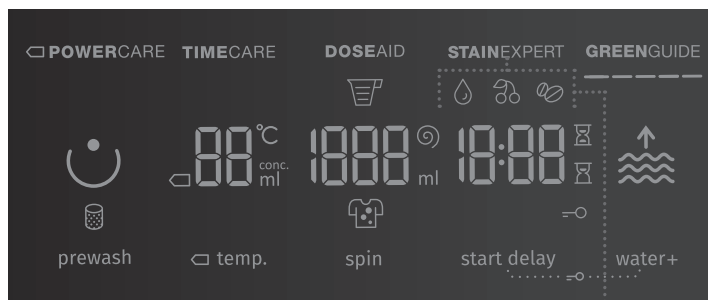 POWERCARE TIMECARE DOSEAID STAINEXPERT GREENGUIDE
88 °C 1888 18:88
conc.
ml ml
prewash temp. spin start delay water+